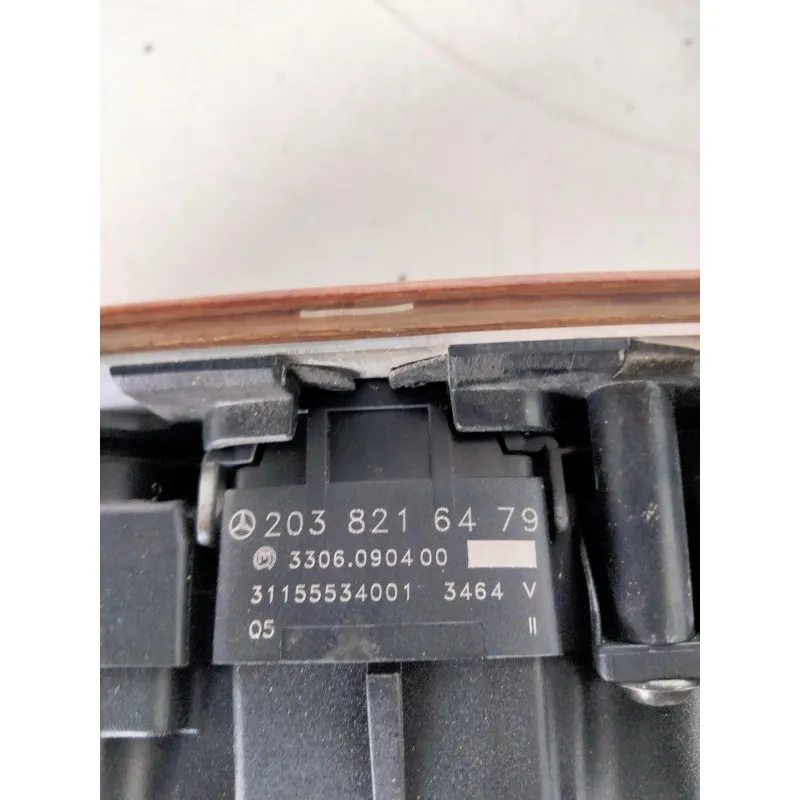 203 821 64 79
M 3306.090400
31155534001 3464 V
Q5 II